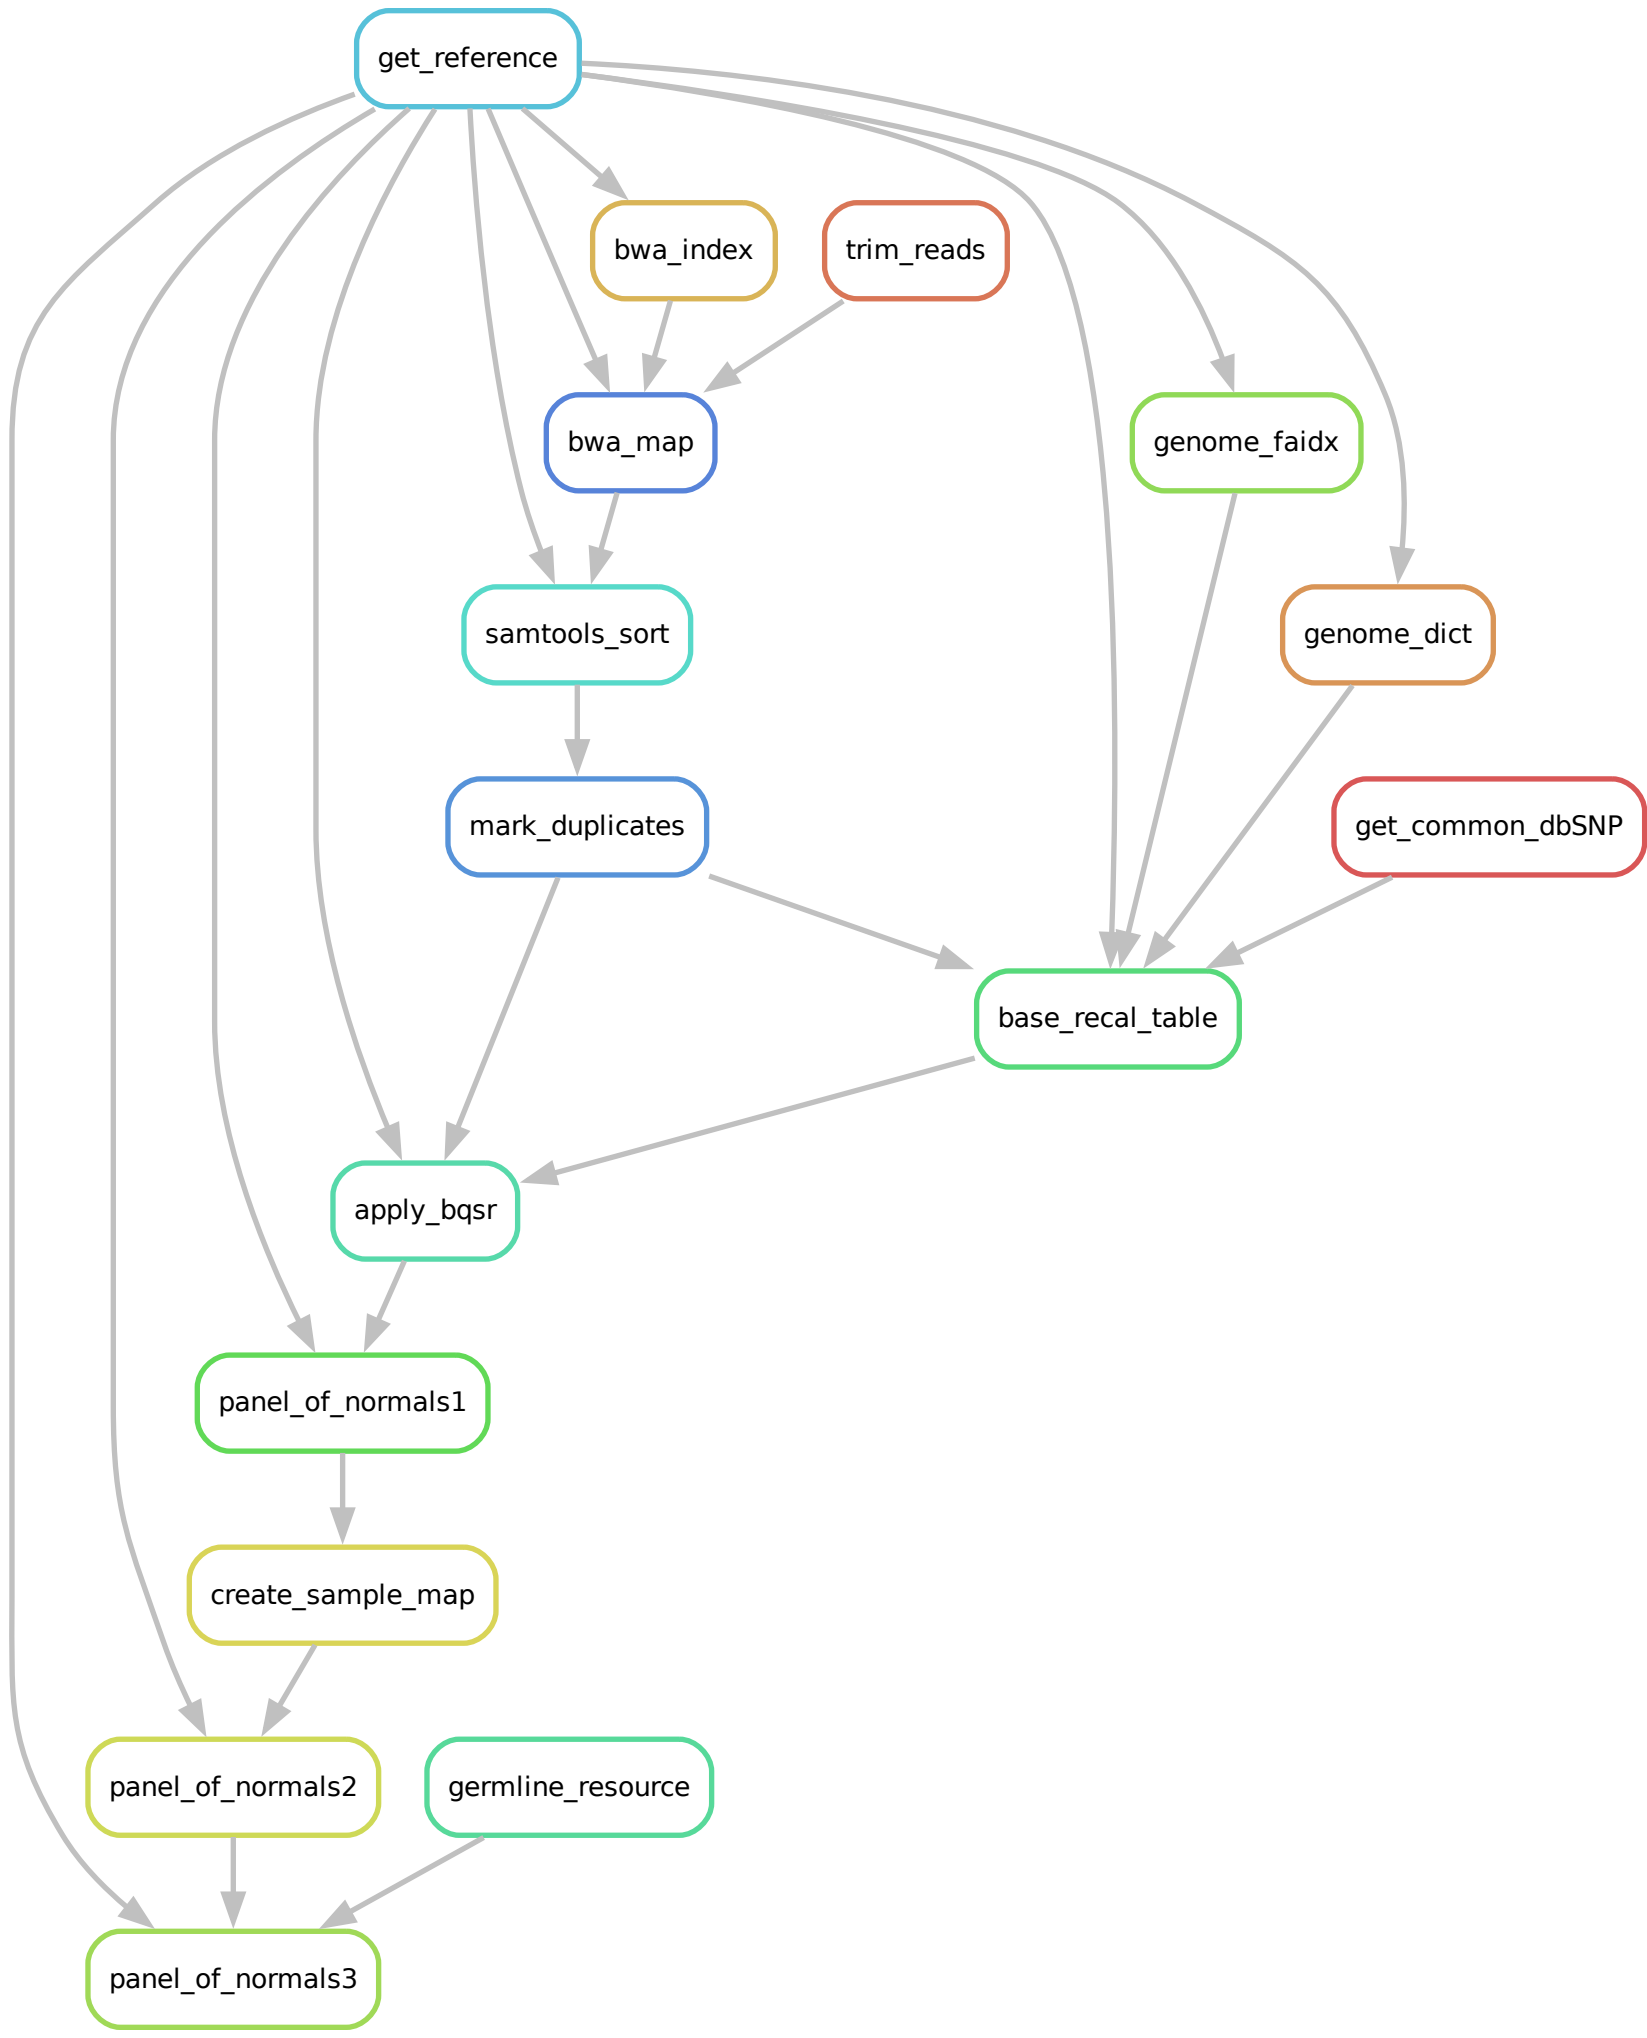 get_reference
bwa_index
trim_reads
bwa_map
genome_faidx
samtools_sort
genome_dict
mark_duplicates
get_common_dbSNP
base_recal_table
apply_bqsr
panel_of_normals1
create_sample_map
panel_of_normals2
germline_resource
panel_of_normals3